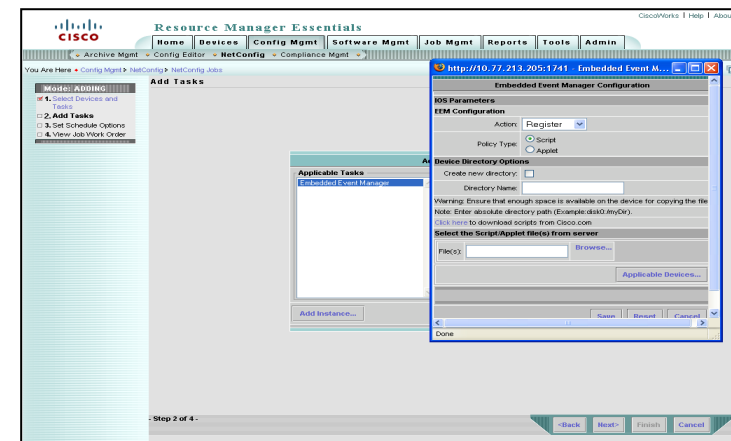 CiscoWorks | Help | Abou
cisco
Resource Manager Essentials
Home Devices Config Mgmt Software Mgmt Job Mgmt Reports Tools Admin
Archive Mgmt Config Editor NetConfig Compliance Mgmt
You Are Here Config Mgmt NetConfig NetConfig Jobs
Mode: ADDING
1. Select Devices and Tasks
2. Add Tasks
3. Set Schedule Options
4. View Job Work Order
Add Tasks
Applicable Tasks
Embedded Event Manager
Add Instance...
http://10.77.213.205:1741 - Embedded Event M...
Embedded Event Manager Configuration
IOS Parameters
EEM Configuration
Action: Register
Policy Type: Script
Applet
Device Directory Options
Create new directory:
Directory Name:
Warning: Ensure that enough space is available on the device for copying the file
Note: Enter absolute directory path (Example:disk0:/myDir).
Click here to download scripts from Cisco.com
Select the Script/Applet file(s) from server
File(s): Browse...
Applicable Devices...
Save Reset Cancel
Done
- Step 2 of 4 -
<Back Next> Finish Cancel